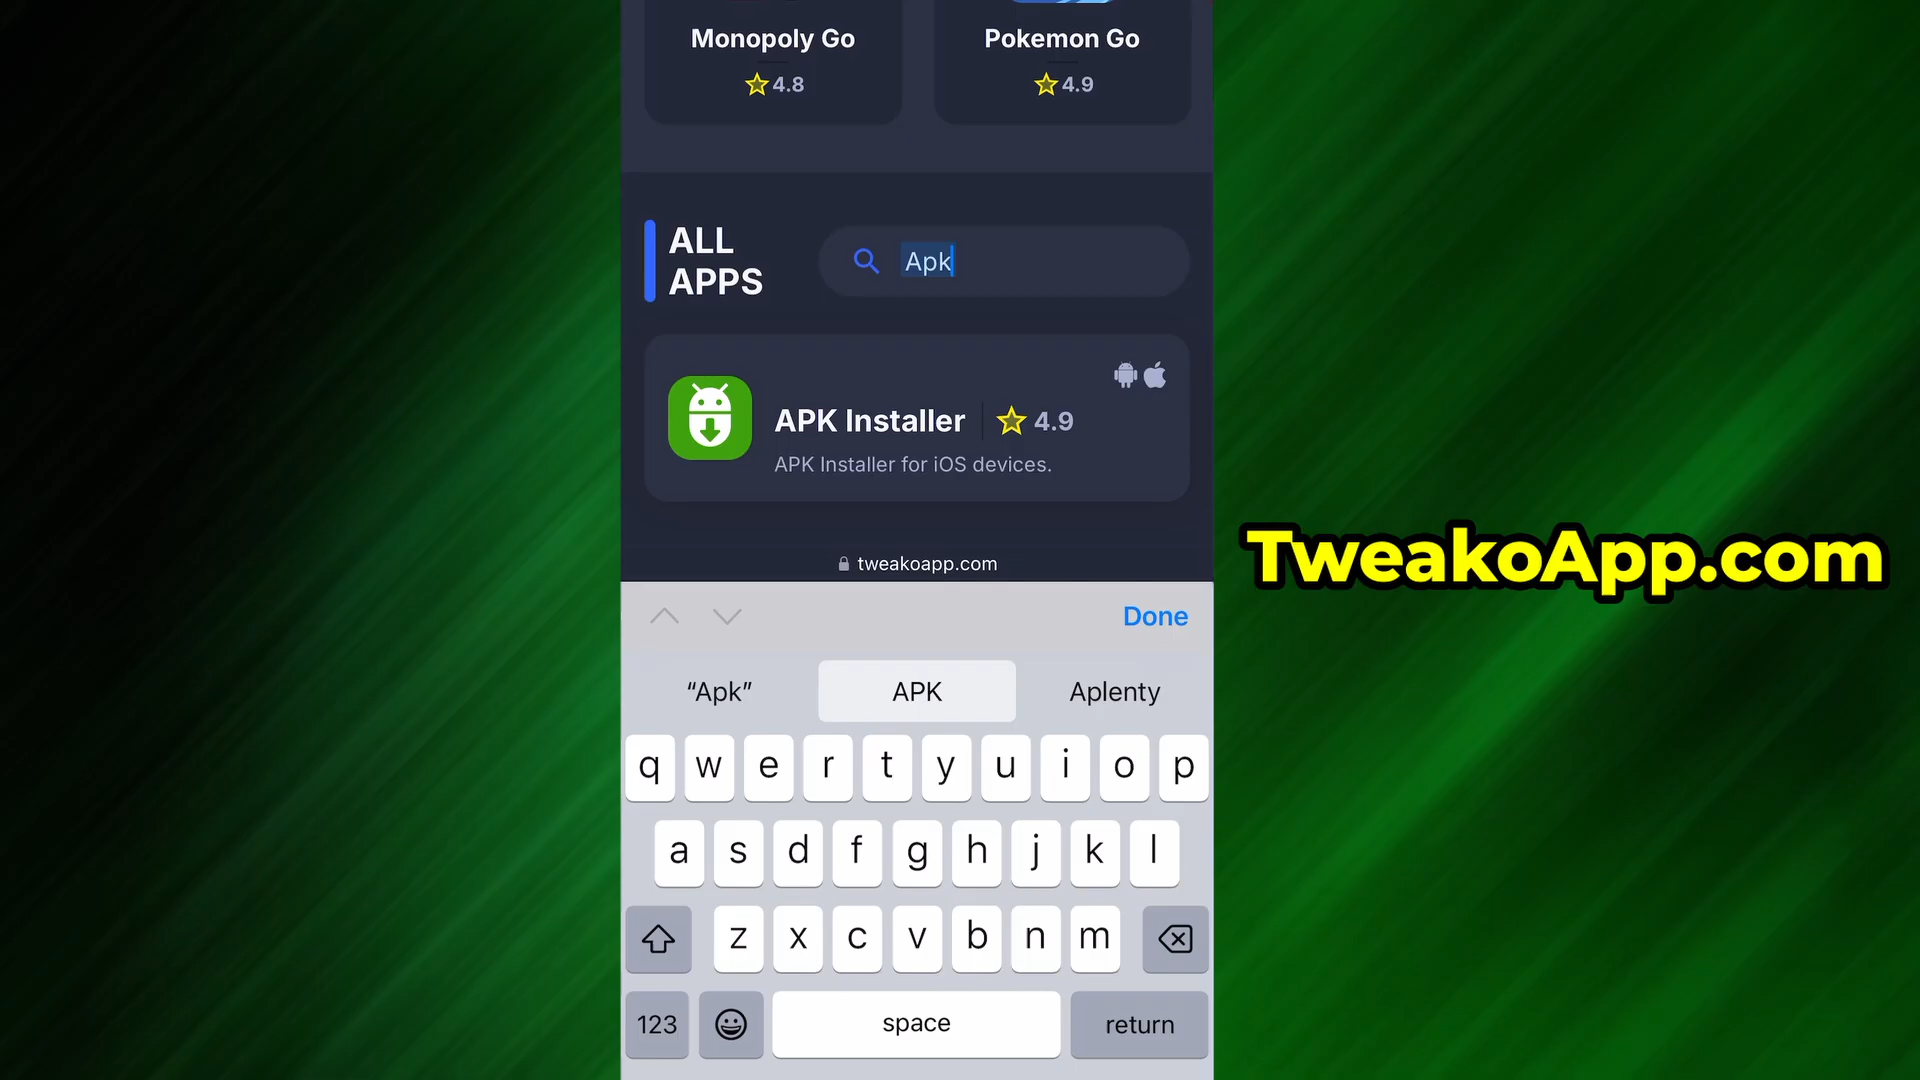 Monopoly Go
4.8
Pokemon Go
4.9
ALL
APPS
Apk
APK Installer
4.9
APK Installer for iOS devices.
tweakoapp.com
TweakoApp.com
Done
“Apk”
APK
Aplenty
q w e r t y u i o p
a s d f g h j k l
z x c v b n m
123
space
return